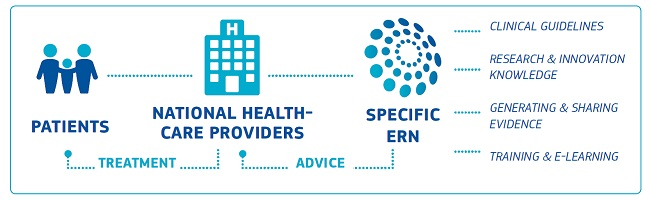 H
PATIENTS
NATIONAL HEALTH-
CARE PROVIDERS
SPECIFIC
ERN
TREATMENT
ADVICE
CLINICAL GUIDELINES
RESEARCH & INNOVATION
KNOWLEDGE
GENERATING & SHARING
EVIDENCE
TRAINING & E-LEARNING